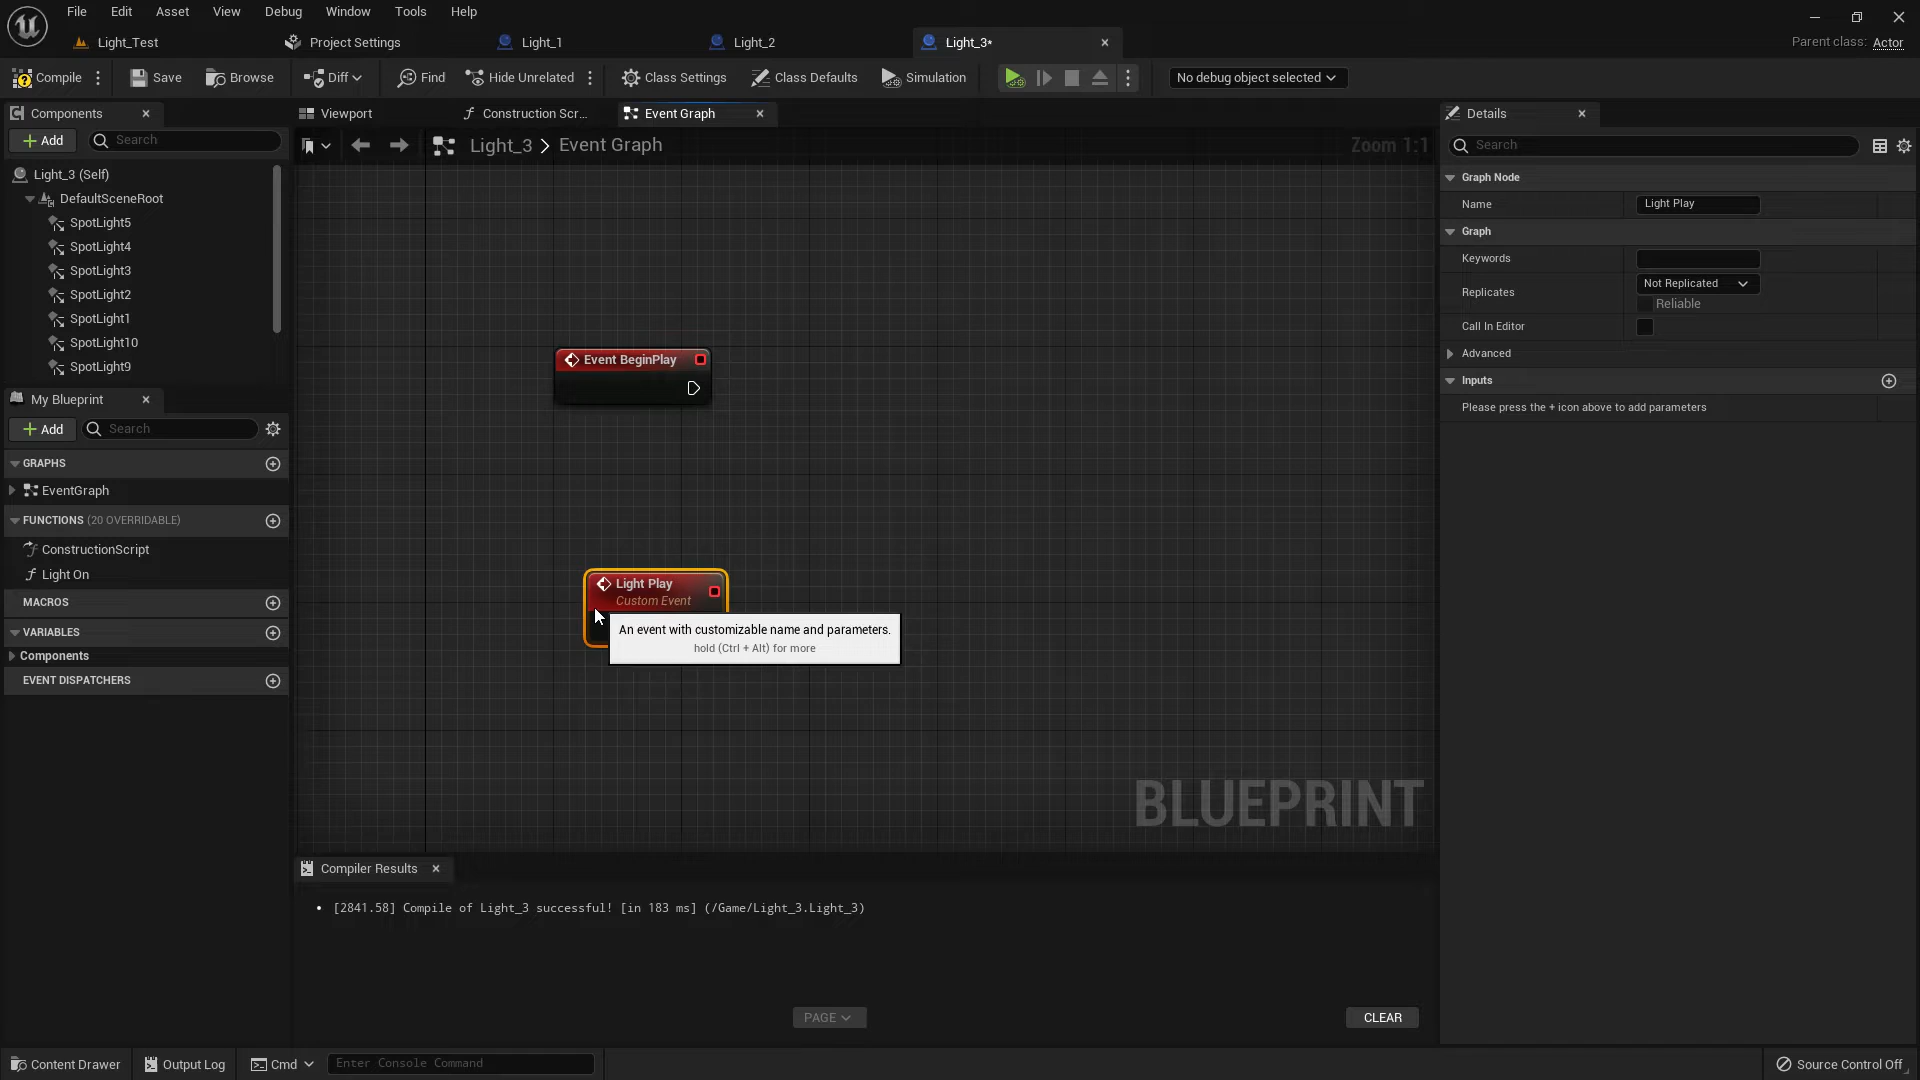 File Edit Asset View Debug Window Tools Help
Light_Test
Project Settings
Light_1
Light_2
Light_3*
Parent class: Actor
Compile
Save
Browse
Diff
Find
Hide Unrelated
Class Settings
Class Defaults
Simulation
No debug object selected
Components
Add
Search
Light_3 (Self)
DefaultSceneRoot
SpotLight5
SpotLight4
SpotLight3
SpotLight2
SpotLight1
SpotLight10
SpotLight9
My Blueprint
Add
Search
GRAPHS
EventGraph
FUNCTIONS (20 OVERRIDABLE)
ConstructionScript
Light On
MACROS
VARIABLES
Components
EVENT DISPATCHERS
Viewport
Construction Scr...
Event Graph
Light_3 > Event Graph
Zoom 1:1
Event BeginPlay
Light Play
Custom Event
An event with customizable name and parameters.
hold (Ctrl + Alt) for more
BLUEPRINT
Compiler Results
• [2841.58] Compile of Light_3 successful! [in 183 ms] (/Game/Light_3.Light_3)
PAGE
CLEAR
Details
Search
Graph Node
Name
Light Play
Graph
Keywords
Replicates
Not Replicated
Reliable
Call In Editor
Advanced
Inputs
Please press the + icon above to add parameters
Content Drawer
Output Log
Cmd
Enter Console Command
Source Control Off